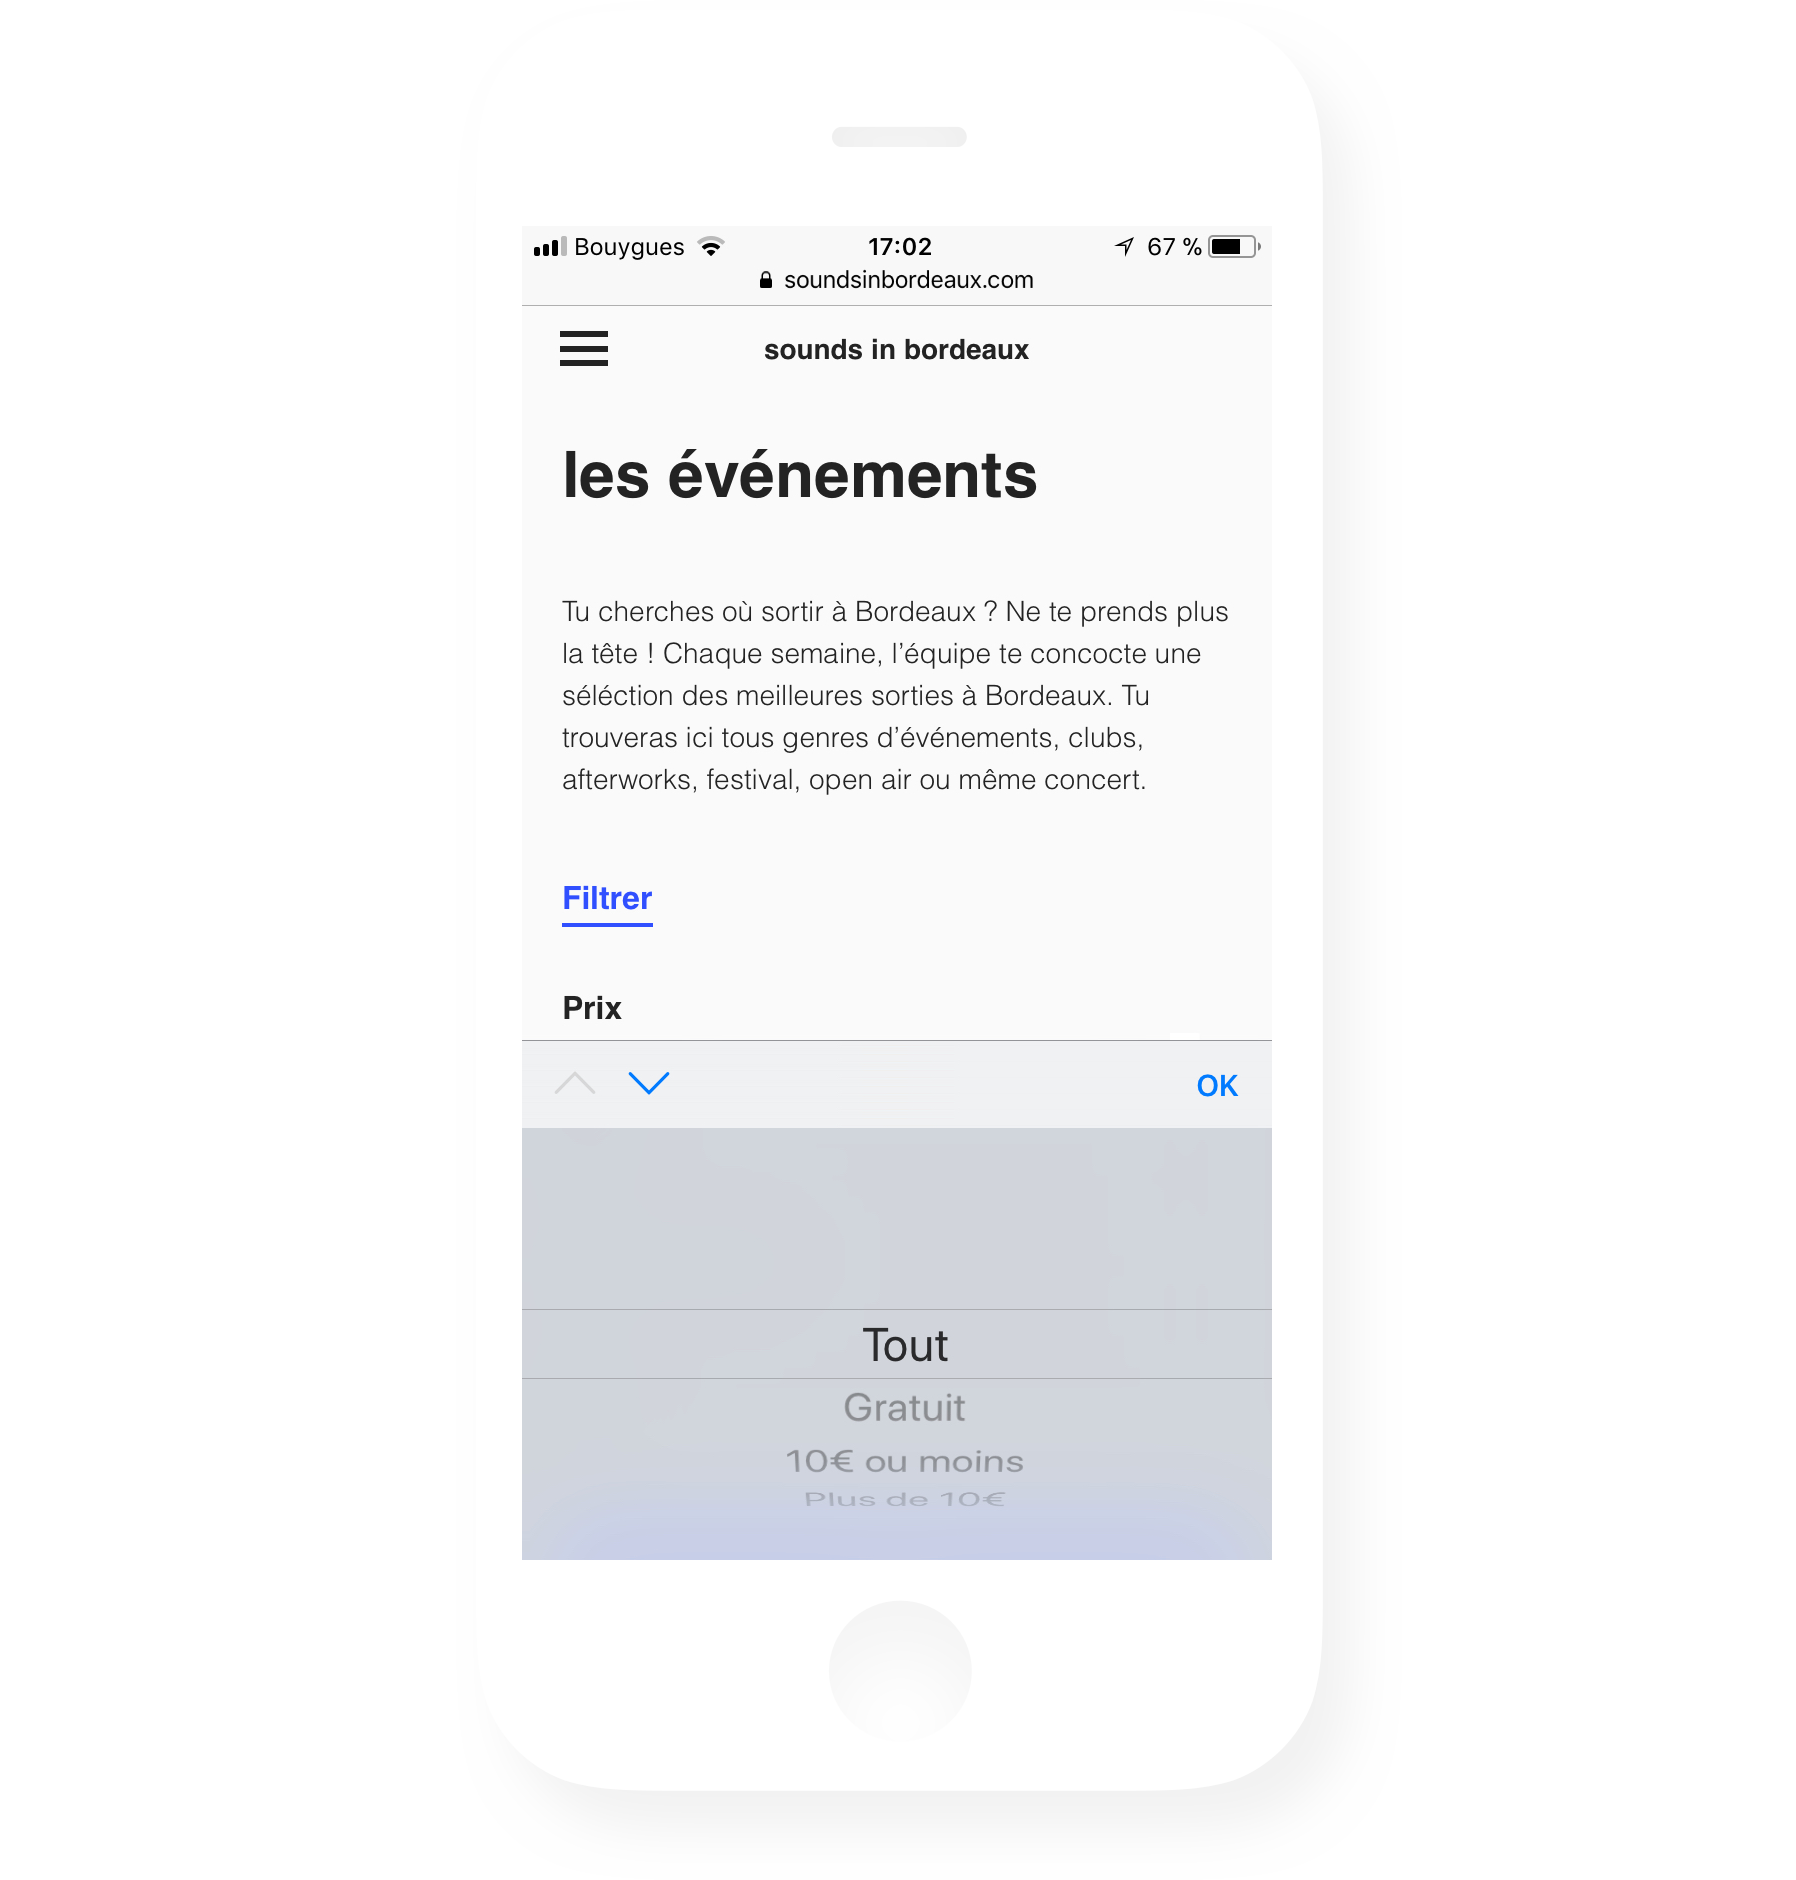 Bouygues 17:02 67 %
soundsinbordeaux.com
sounds in bordeaux
les événements
Tu cherches où sortir à Bordeaux ? Ne te prends plus
la tête ! Chaque semaine, l’équipe te concocte une
séléction des meilleures sorties à Bordeaux. Tu
trouveras ici tous genres d’événements, clubs,
afterworks, festival, open air ou même concert.
Filtrer
Prix
OK
Tout
Gratuit
10€ ou moins
Plus de 10€